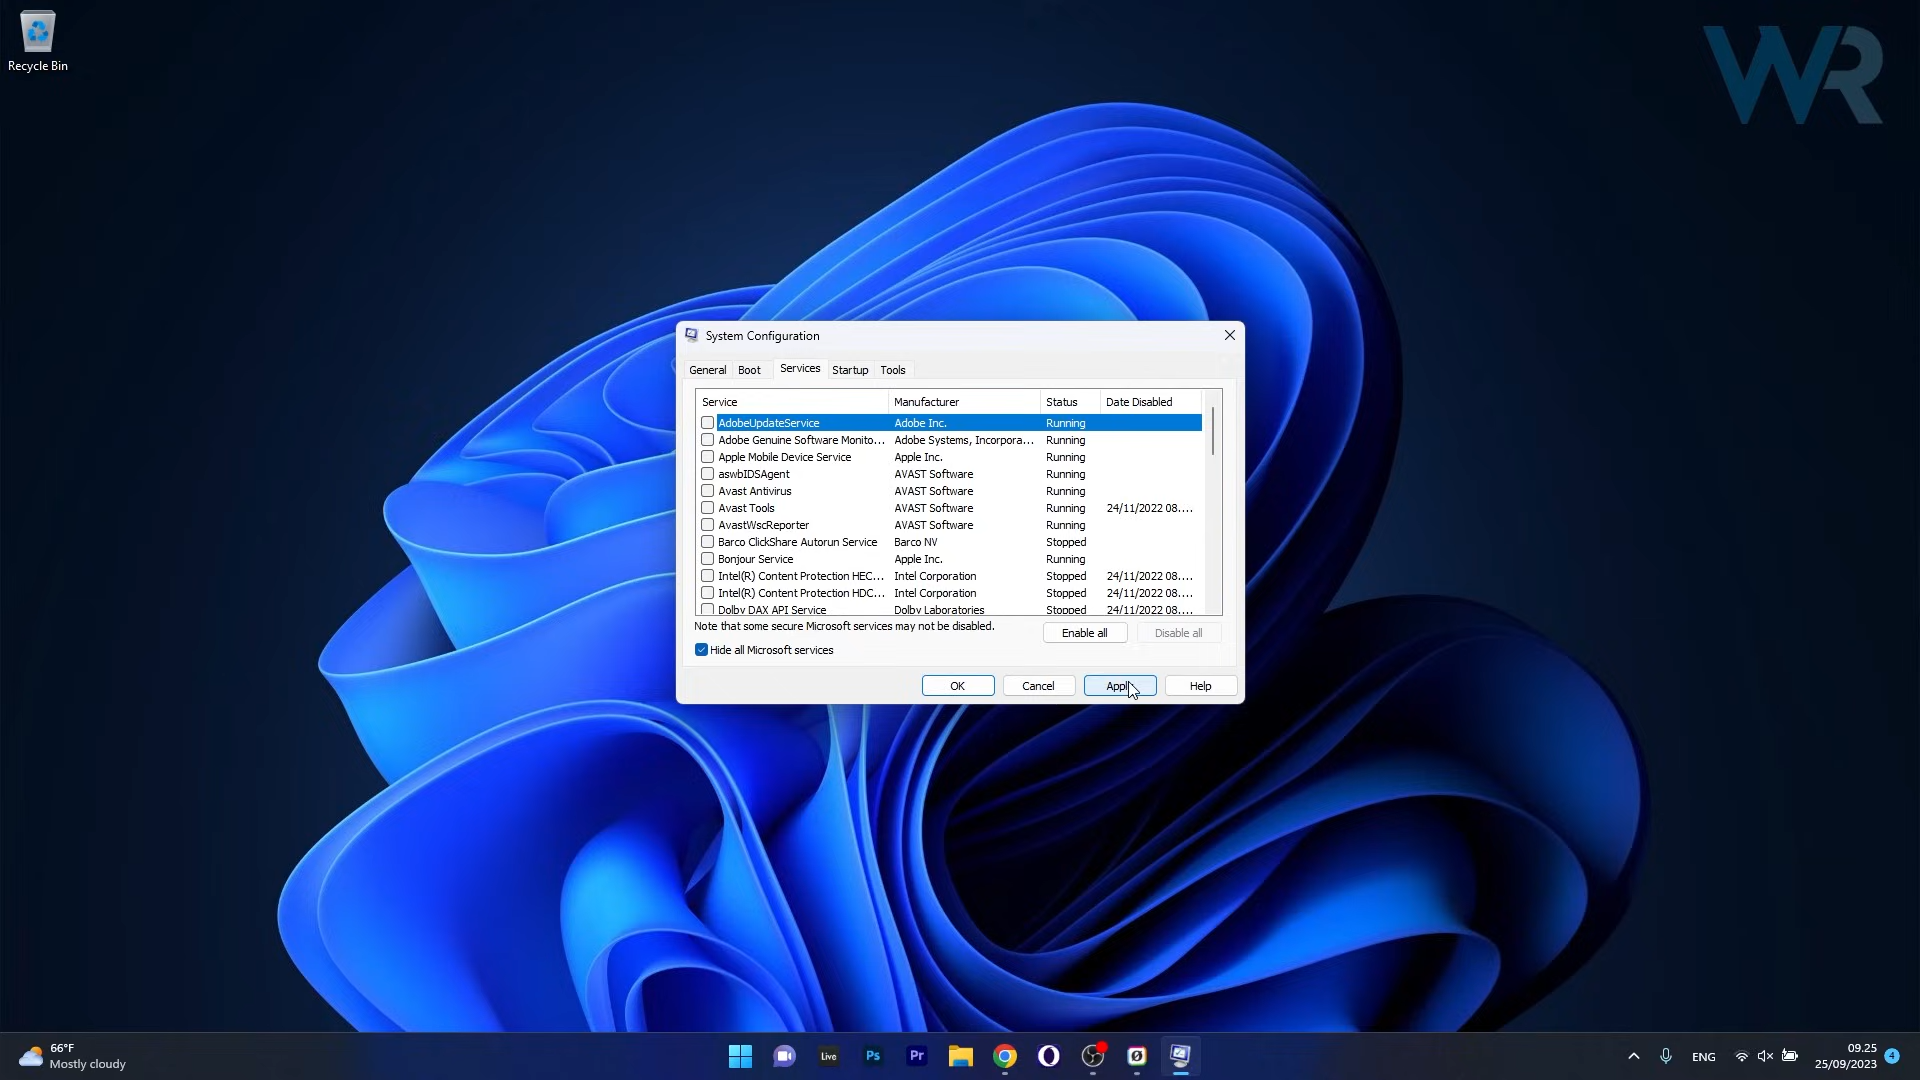 Recycle Bin
WR
System Configuration
General Boot Services Startup Tools
Service Manufacturer Status Date Disabled
AdobeUpdateService Adobe Inc. Running
Adobe Genuine Software Monito... Adobe Systems, Incorpora... Running
Apple Mobile Device Service Apple Inc. Running
aswbIDSAgent AVAST Software Running
Avast Antivirus AVAST Software Running
Avast Tools AVAST Software Running 24/11/2022 08....
AvastWscReporter AVAST Software Running
Barco ClickShare Autorun Service Barco NV Stopped
Bonjour Service Apple Inc. Running
Intel(R) Content Protection HEC... Intel Corporation Stopped 24/11/2022 08....
Intel(R) Content Protection HDC... Intel Corporation Stopped 24/11/2022 08....
Dolby DAX API Service Dolby Laboratories Stopped 24/11/2022 08....
Note that some secure Microsoft services may not be disabled.
Enable all Disable all
Hide all Microsoft services
OK Cancel Apply Help
66°F
Mostly cloudy
Live Ps Pr
ENG
09.25
25/09/2023
4